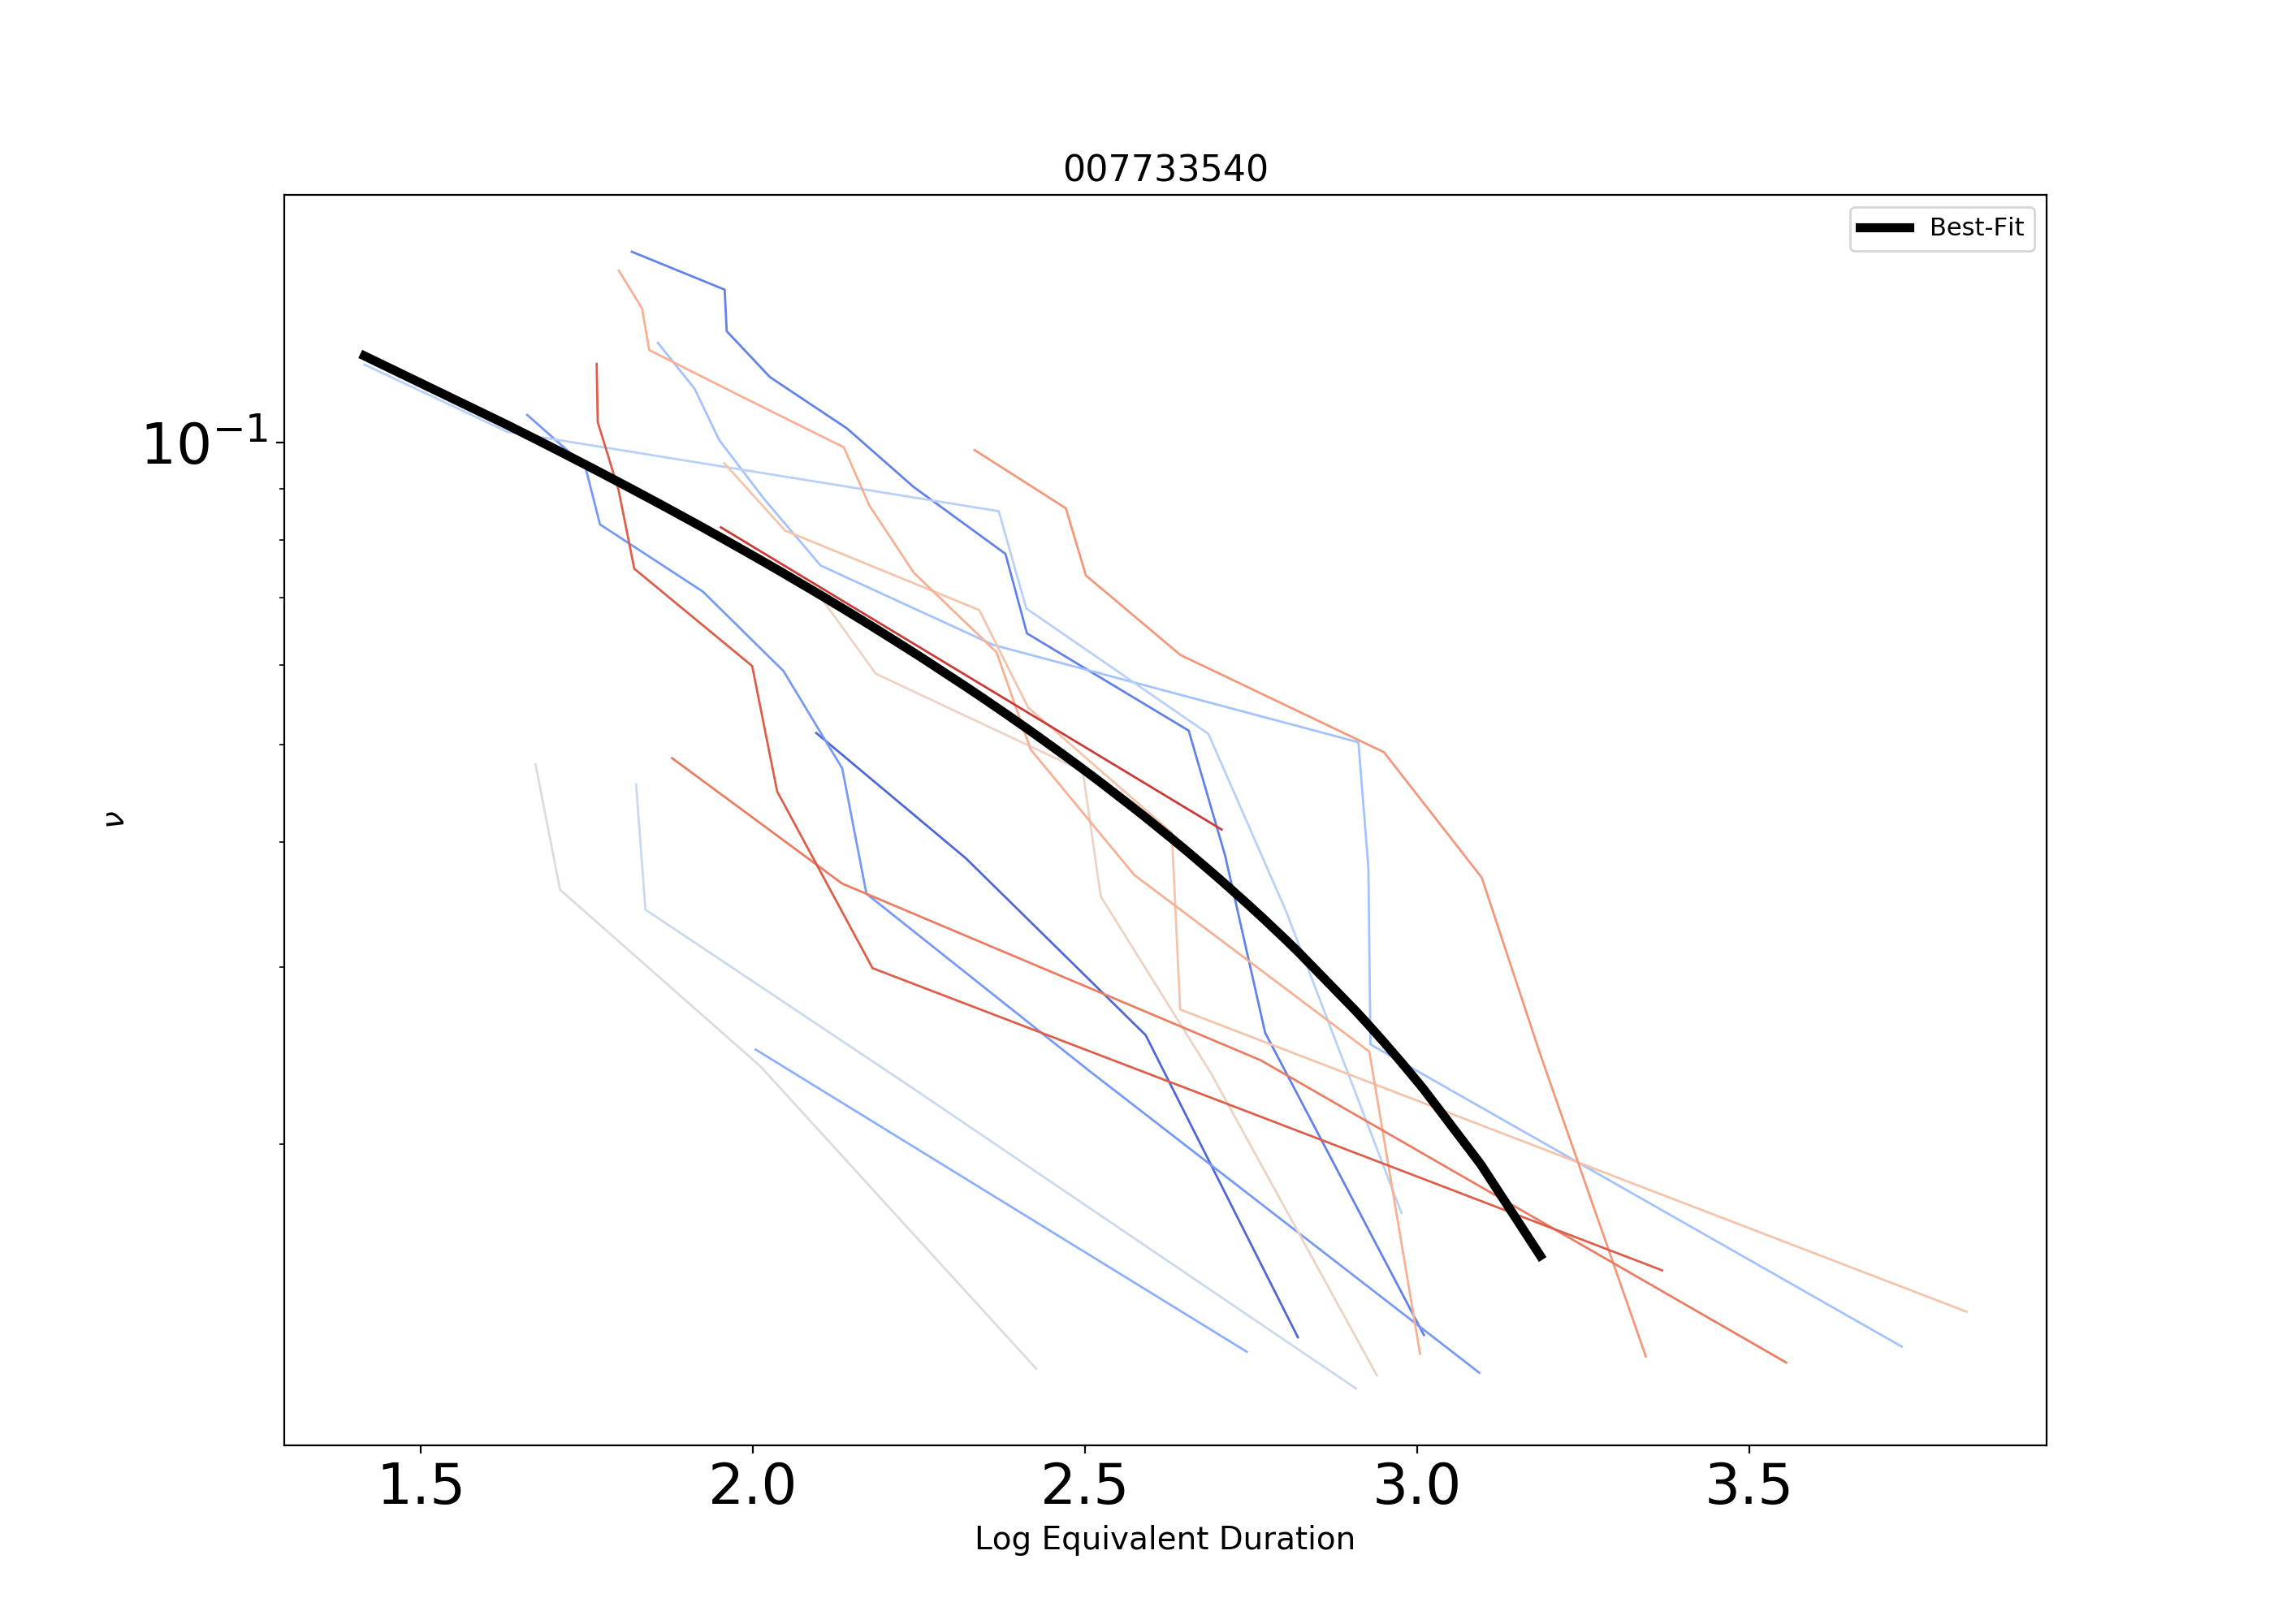 007733540
Best-Fit
10⁻¹
ν
1.5 2.0 2.5 3.0 3.5
Log Equivalent Duration